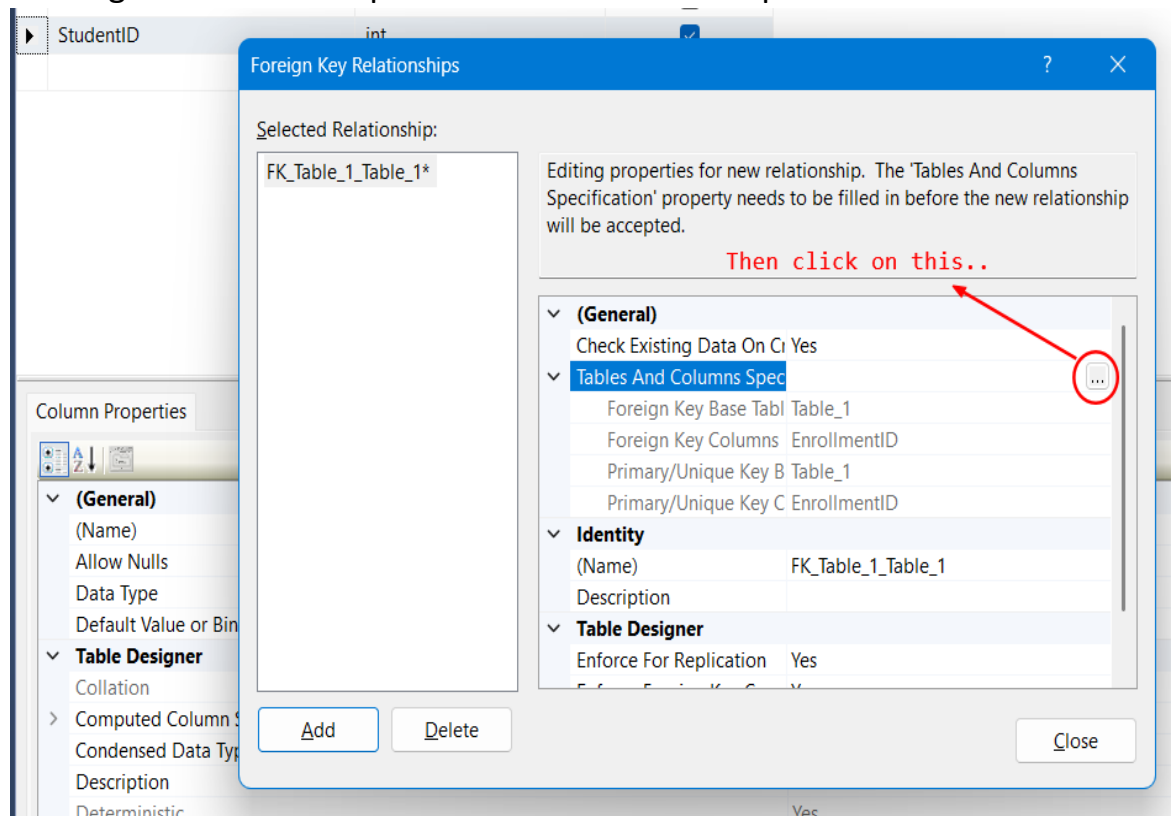 StudentID int
Foreign Key Relationships ?
Selected Relationship:
FK_Table_1_Table_1*
Editing properties for new relationship. The 'Tables And Columns
Specification' property needs to be filled in before the new relationship
will be accepted.
Then click on this..
(General)
Check Existing Data On Cr Yes
Tables And Columns Spec ...
Foreign Key Base Tabl Table_1
Foreign Key Columns EnrollmentID
Primary/Unique Key B Table_1
Primary/Unique Key C EnrollmentID
Identity
(Name) FK_Table_1_Table_1
Description
Table Designer
Enforce For Replication Yes
Add Delete
Close
Column Properties
(General)
(Name)
Allow Nulls
Data Type
Default Value or Bin
Table Designer
Collation
Computed Column S
Condensed Data Typ
Description
Deterministic Yes